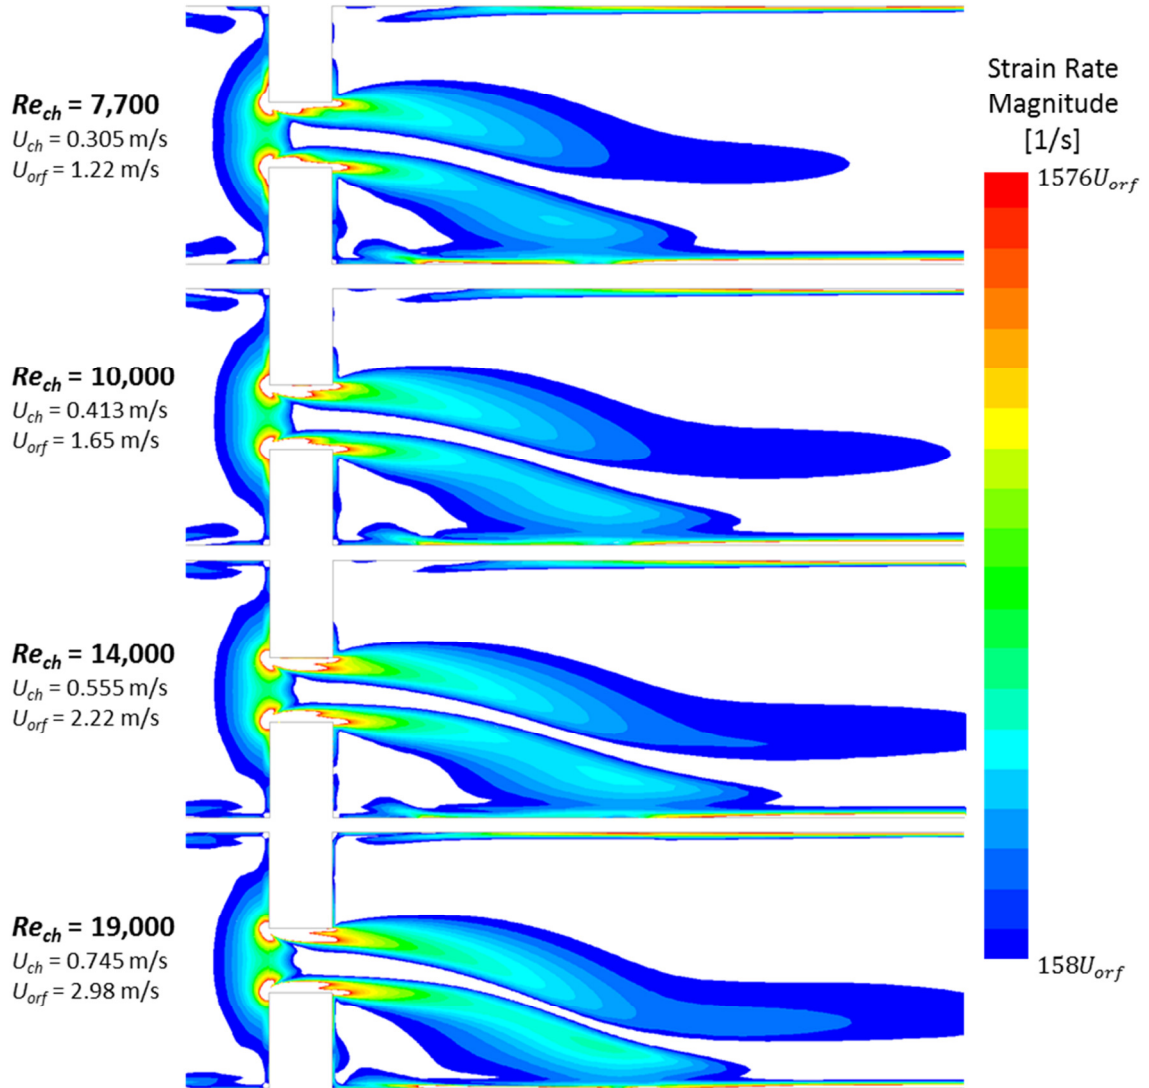 Re_ch = 7,700
U_ch = 0.305 m/s
U_orf = 1.22 m/s
Re_ch = 10,000
U_ch = 0.413 m/s
U_orf = 1.65 m/s
Re_ch = 14,000
U_ch = 0.555 m/s
U_orf = 2.22 m/s
Re_ch = 19,000
U_ch = 0.745 m/s
U_orf = 2.98 m/s
Strain Rate
Magnitude
[1/s]
1576U_orf
158U_orf